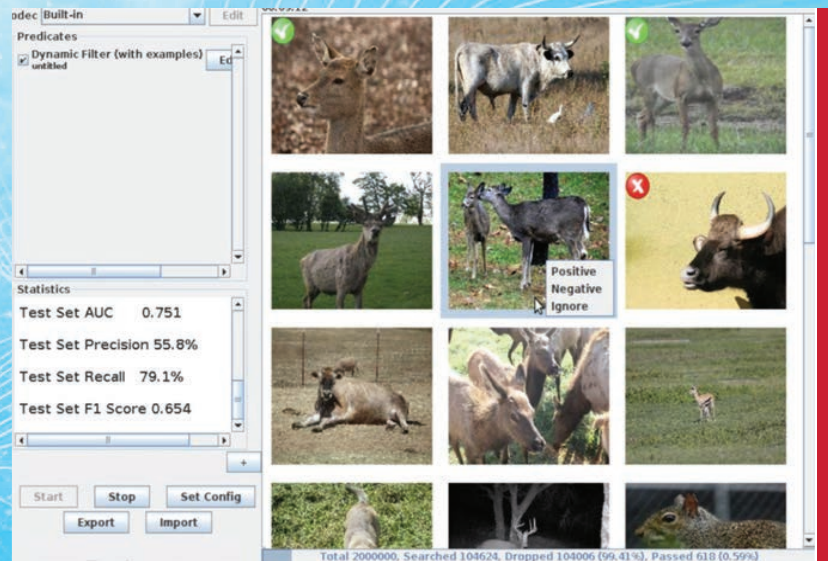 odec Built-in Edit
Predicates
Dynamic Filter (with examples)
untitled
Ed
Statistics
Test Set AUC 0.751
Test Set Precision 55.8%
Test Set Recall 79.1%
Test Set F1 Score 0.654
+
Start Stop Set Config
Export Import
Positive
Negative
Ignore
Total 2000000, Searched 104624, Dropped 104006 (99.41%), Passed 618 (0.59%)